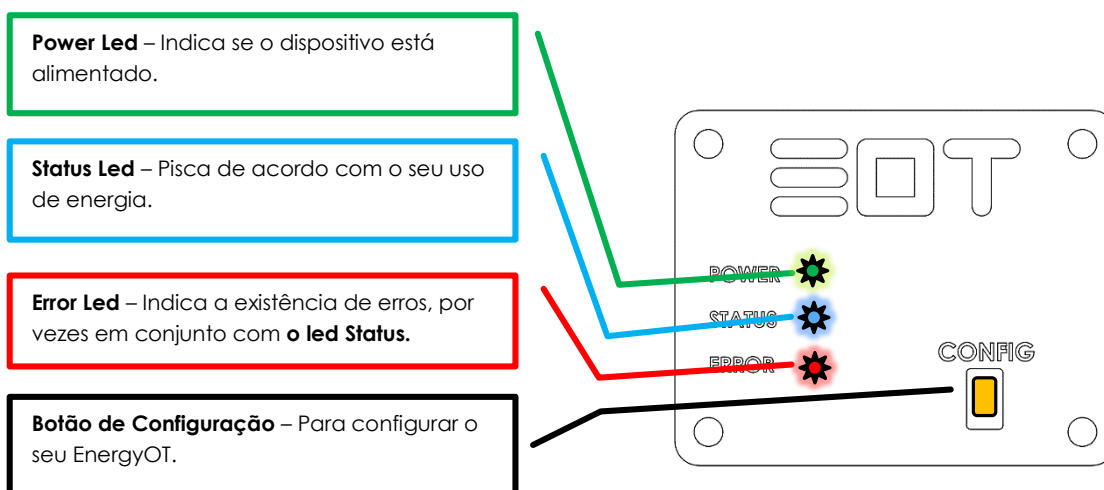 Power Led – Indica se o dispositivo está
alimentado.
Status Led – Pisca de acordo com o seu uso
de energia.
Error Led – Indica a existência de erros, por
vezes em conjunto com o led Status.
Botão de Configuração – Para configurar o
seu EnergyOT.
EOT
POWER
STATUS
ERROR
CONFIG